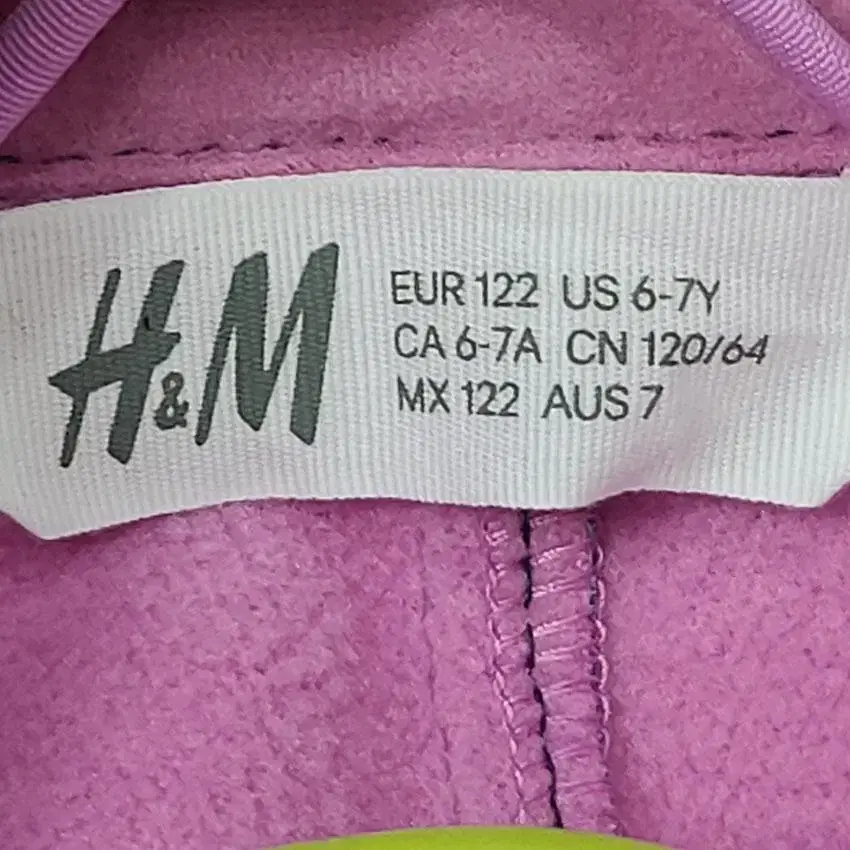 H&M
EUR 122 US 6-7Y
CA 6-7A CN 120/64
MX 122 AUS 7